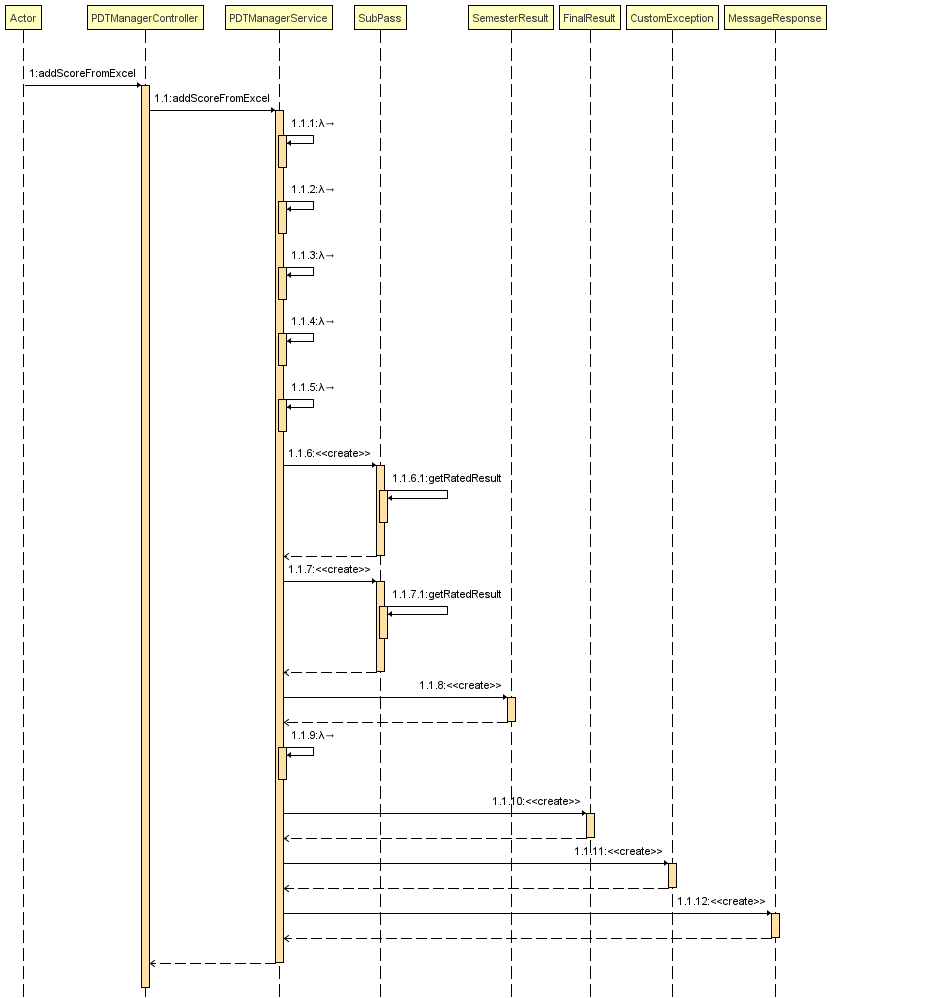 Actor
PDTManagerController
PDTManagerService
SubPass
SemesterResult
FinalResult
CustomException
MessageResponse
1:addScoreFromExcel
1.1:addScoreFromExcel
1.1.1:λ→
1.1.2:λ→
1.1.3:λ→
1.1.4:λ→
1.1.5:λ→
1.1.6:<<create>>
1.1.6.1:getRatedResult
1.1.7:<<create>>
1.1.7.1:getRatedResult
1.1.8:<<create>>
1.1.9:λ→
1.1.10:<<create>>
1.1.11:<<create>>
1.1.12:<<create>>